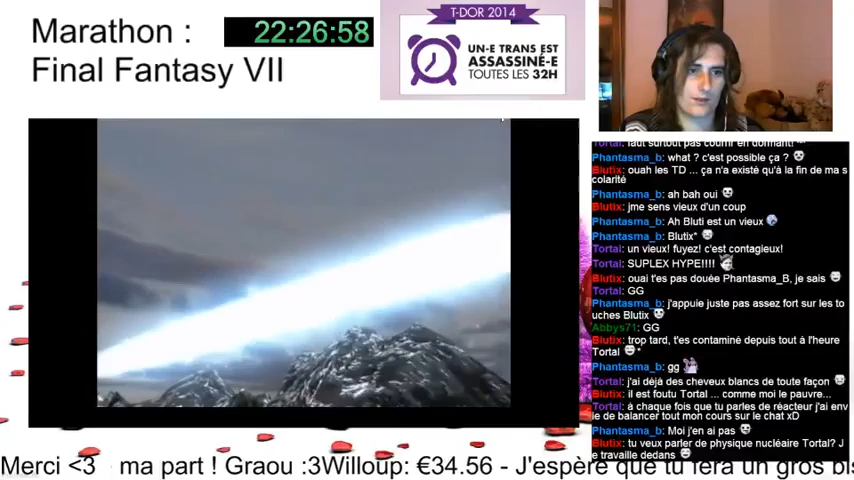 Marathon :
Final Fantasy VII
22:26:58
T-DOR 2014
UN-E TRANS EST
ASSASSINÉ-E
TOUTES LES 32H
Tortal: faut surtout pas courir en dormant!
Phantasma_b: what ? c'est possible ça ?
Blutix: ouah les TD ... ça n'a existé qu'à la fin de ma s
colarité
Phantasma_b: ah bah oui
Blutix: jme sens vieux d'un coup
Phantasma_b: Ah Bluti est un vieux
Phantasma_b: Blutix*
Tortal: un vieux! fuyez! c'est contagieux!
Tortal: SUPLEX HYPE!!!!
Blutix: ouai t'es pas douée Phantasma_B, je sais
Tortal: GG
Phantasma_b: j'appuie juste pas assez fort sur les to
uches Blutix
Abbys71: GG
Blutix: trop tard, t'es contaminé depuis tout à l'heure
Tortal *
Phantasma_b: gg
Tortal: j'ai déjà des cheveux blancs de toute façon
Blutix: il est foutu Tortal ... comme moi le pauvre...
Tortal: à chaque fois que tu parles de réacteur j'ai env
ie de balancer tout mon cours sur le chat xD
Phantasma_b: Moi j'en ai pas
Blutix: tu veux parler de physique nucléaire Tortal? J
e travaille dedans
Merci <3 ma part ! Graou :3Willoup: €34.56 - J'espère que tu fera un gros